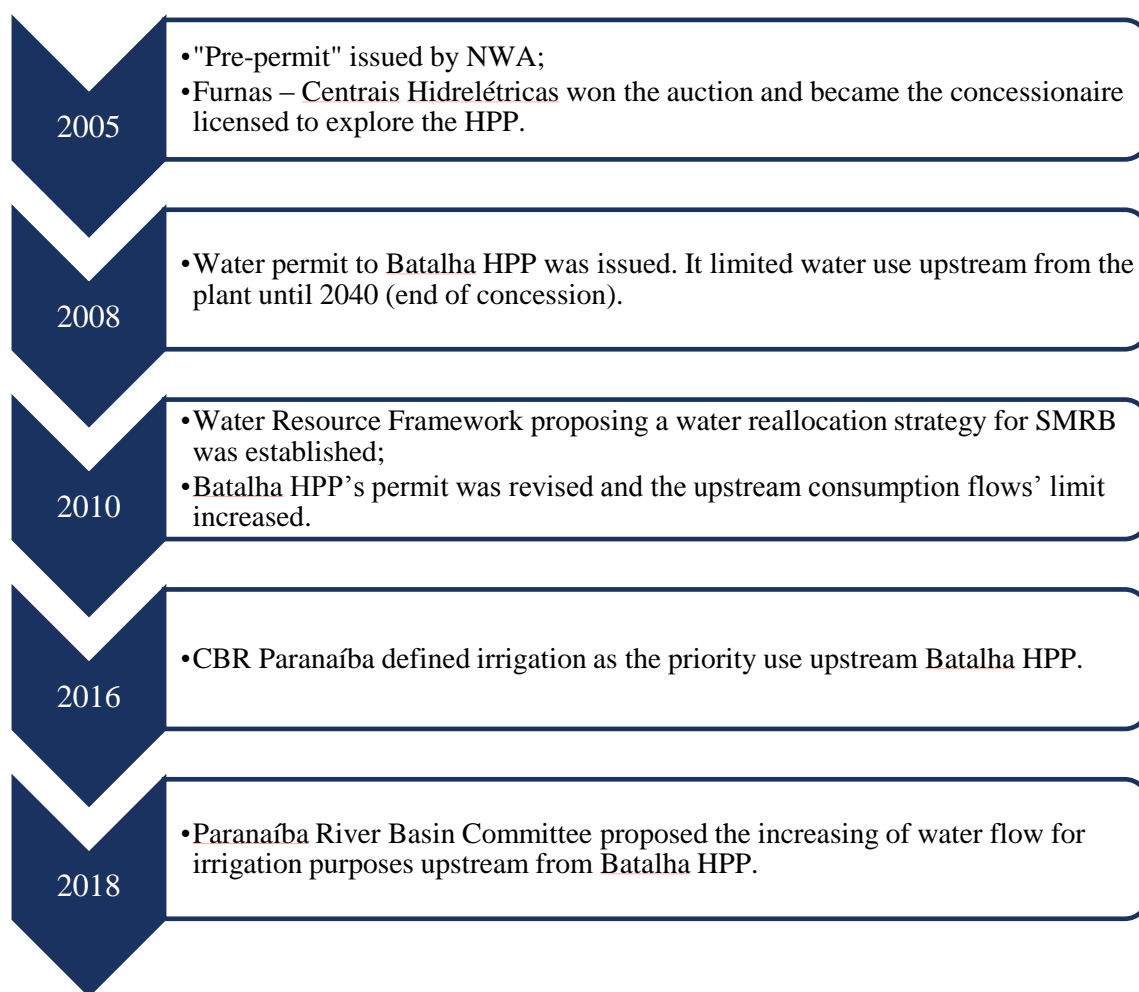 2005
•"Pre-permit" issued by NWA;
•Furnas – Centrais Hidrelétricas won the auction and became the concessionaire
licensed to explore the HPP.
2008
•Water permit to Batalha HPP was issued. It limited water use upstream from the
plant until 2040 (end of concession).
2010
•Water Resource Framework proposing a water reallocation strategy for SMRB
was established;
•Batalha HPP’s permit was revised and the upstream consumption flows’ limit
increased.
2016
•CBR Paranaíba defined irrigation as the priority use upstream Batalha HPP.
2018
•Paranaíba River Basin Committee proposed the increasing of water flow for
irrigation purposes upstream from Batalha HPP.